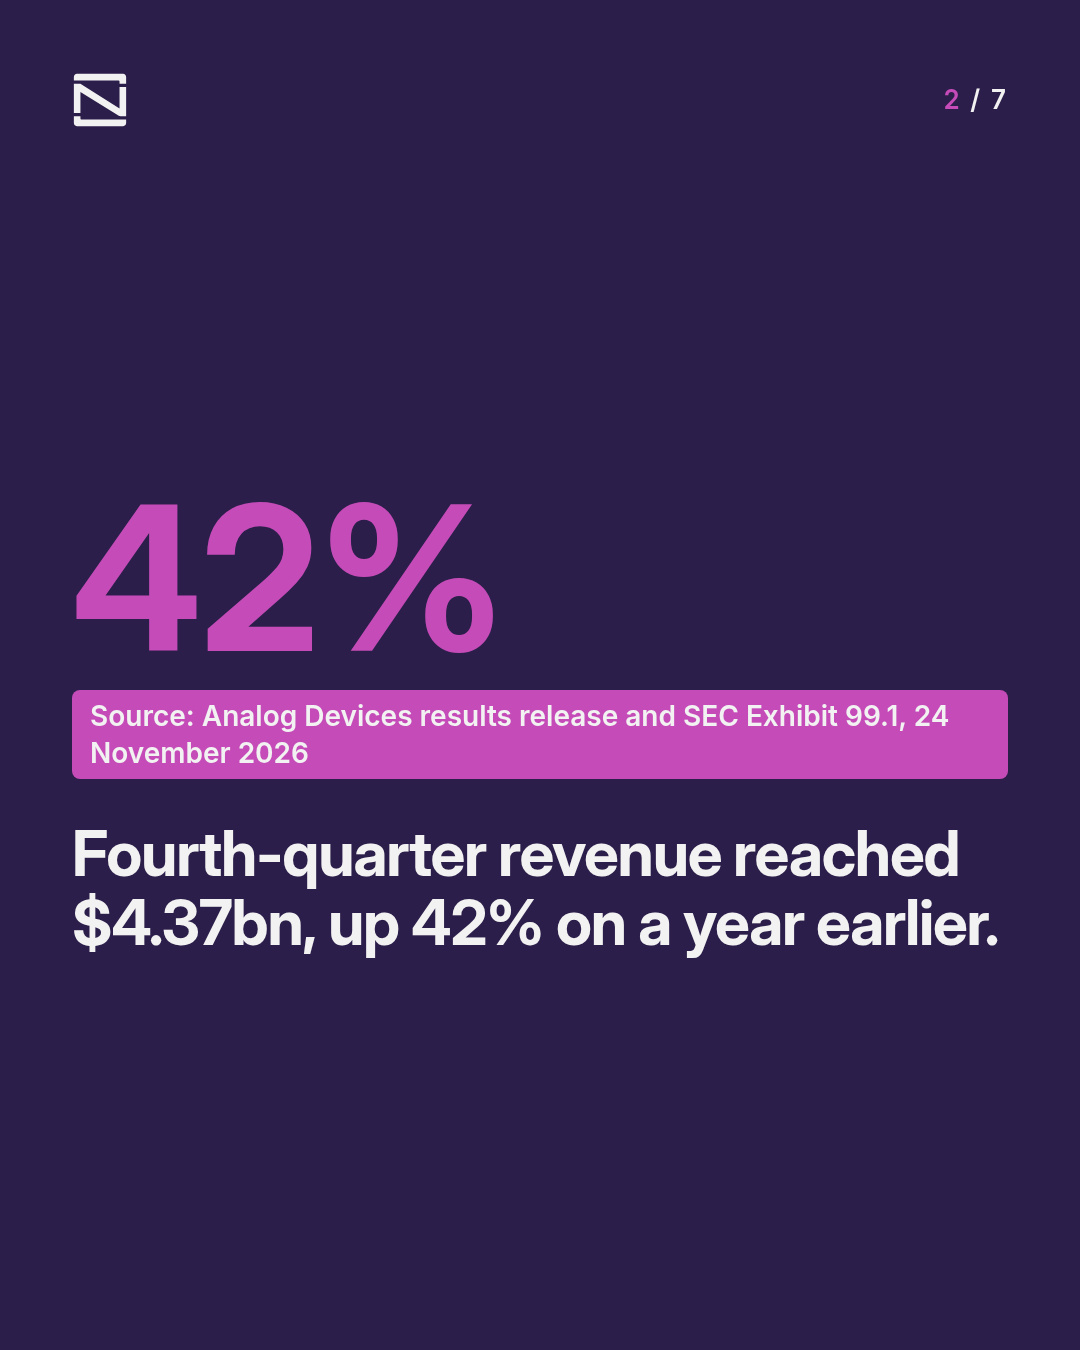 2 / 7
42%
Source: Analog Devices results release and SEC Exhibit 99.1, 24
November 2026
Fourth-quarter revenue reached
$4.37bn, up 42% on a year earlier.